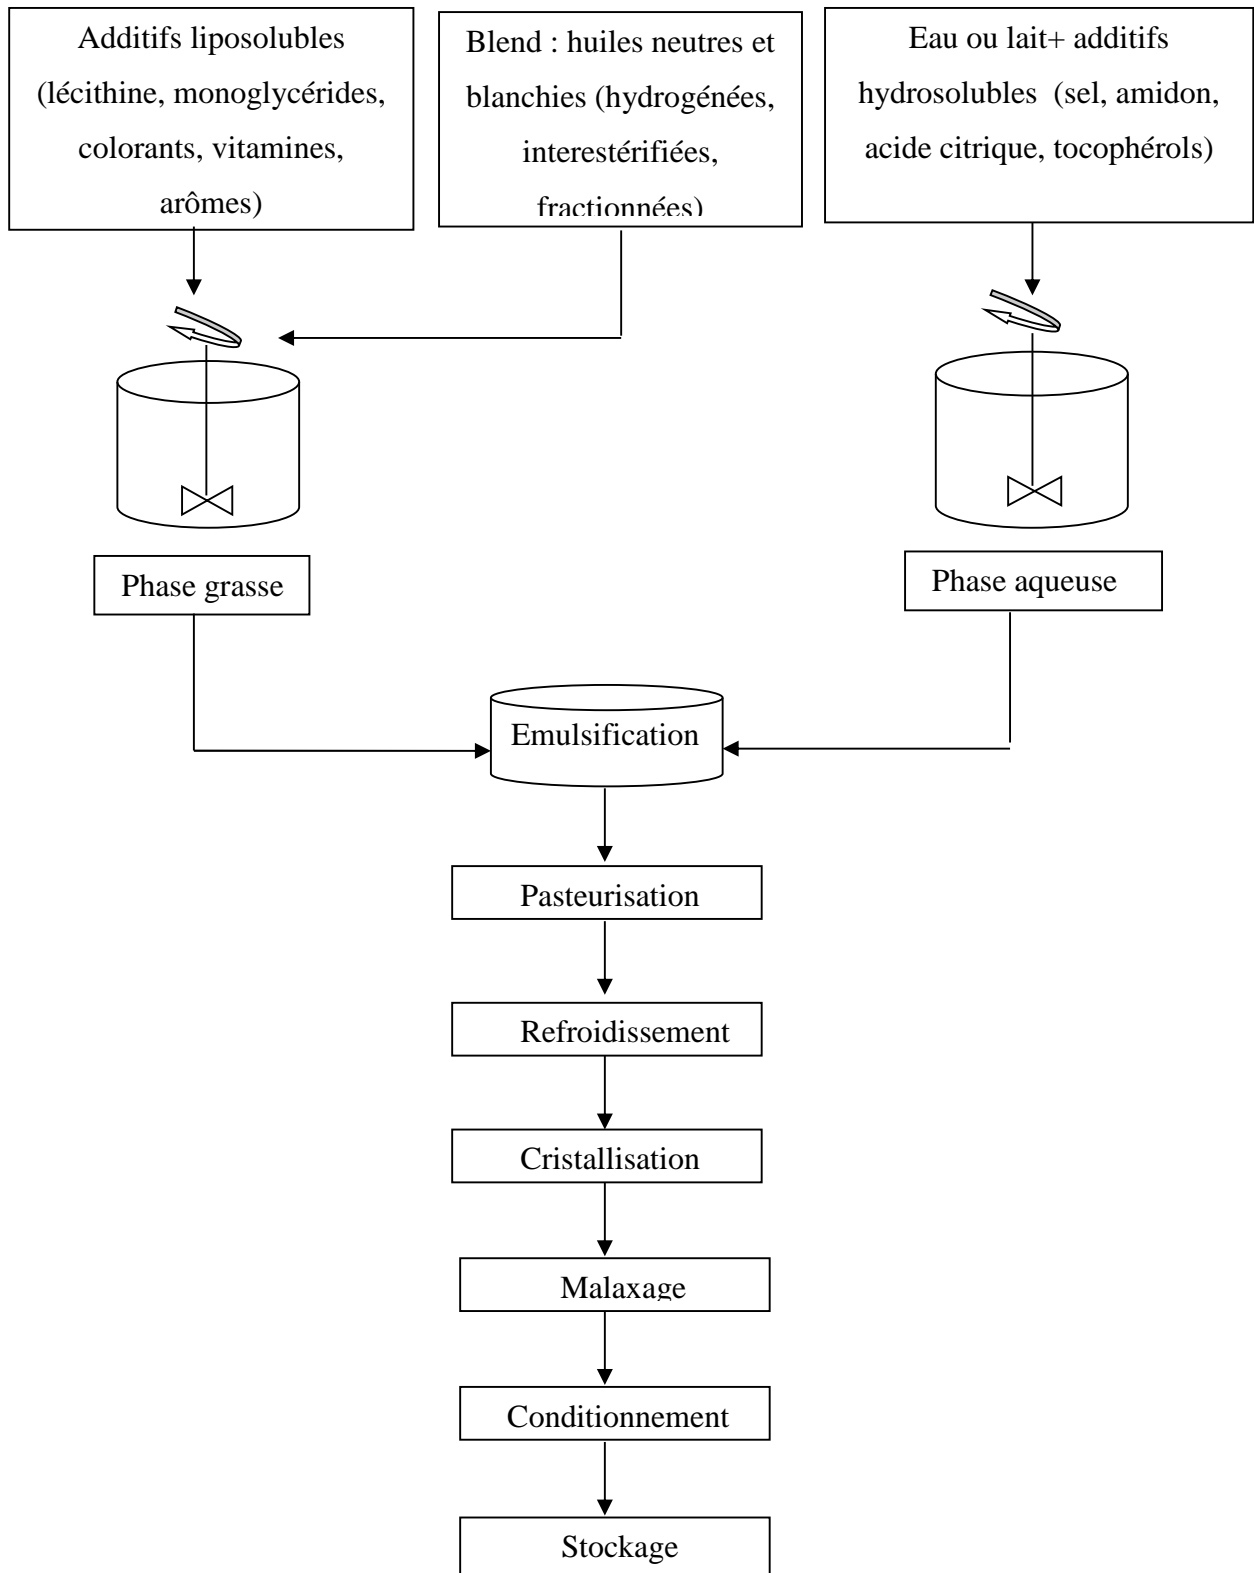 Additifs liposolubles
(lécithine, monoglycérides,
colorants, vitamines,
arômes)
Blend : huiles neutres et
blanchies (hydrogénées,
interestérifiées,
fractionnées)
Eau ou lait+ additifs
hydrosolubles (sel, amidon,
acide citrique, tocophérols)
Phase grasse
Phase aqueuse
Emulsification
Pasteurisation
Refroidissement
Cristallisation
Malaxage
Conditionnement
Stockage